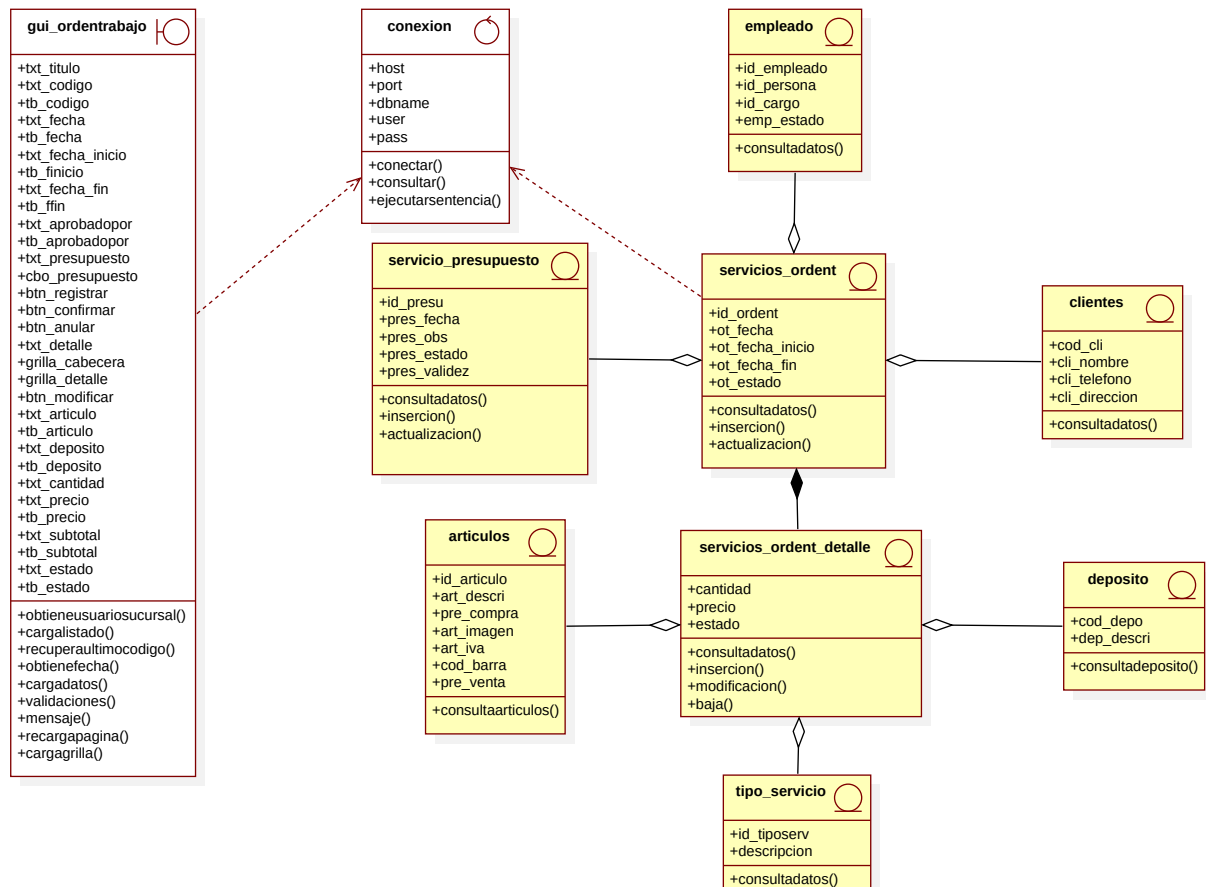 gui_ordentrabajo
+txt_titulo
+txt_codigo
+tb_codigo
+txt_fecha
+tb_fecha
+txt_fecha_inicio
+tb_finicio
+txt_fecha_fin
+tb_ffin
+txt_aprobadopor
+tb_aprobadopor
+txt_presupuesto
+cbo_presupuesto
+btn_registrar
+btn_confirmar
+btn_anular
+txt_detalle
+grilla_cabecera
+grilla_detalle
+btn_modificar
+txt_articulo
+tb_articulo
+txt_deposito
+tb_deposito
+txt_cantidad
+txt_precio
+tb_precio
+txt_subtotal
+tb_subtotal
+txt_estado
+tb_estado
+obtieneusuariosucursal()
+cargalistado()
+recuperaultimocodigo()
+obtienefecha()
+cargadatos()
+validaciones()
+mensaje()
+recargapagina()
+cargagrilla()
conexion
+host
+port
+dbname
+user
+pass
+conectar()
+consultar()
+ejecutarsentencia()
empleado
+id_empleado
+id_persona
+id_cargo
+emp_estado
+consultadatos()
servicio_presupuesto
+id_presu
+pres_fecha
+pres_obs
+pres_estado
+pres_validez
+consultadatos()
+insercion()
+actualizacion()
servicios_ordent
+id_ordent
+ot_fecha
+ot_fecha_inicio
+ot_fecha_fin
+ot_estado
+consultadatos()
+insercion()
+actualizacion()
clientes
+cod_cli
+cli_nombre
+cli_telefono
+cli_direccion
+consultadatos()
articulos
+id_articulo
+art_descri
+pre_compra
+art_imagen
+art_iva
+cod_barra
+pre_venta
+consultaarticulos()
servicios_ordent_detalle
+cantidad
+precio
+estado
+consultadatos()
+insercion()
+modificacion()
+baja()
deposito
+cod_depo
+dep_descri
+consultadeposito()
tipo_servicio
+id_tiposerv
+descripcion
+consultadatos()